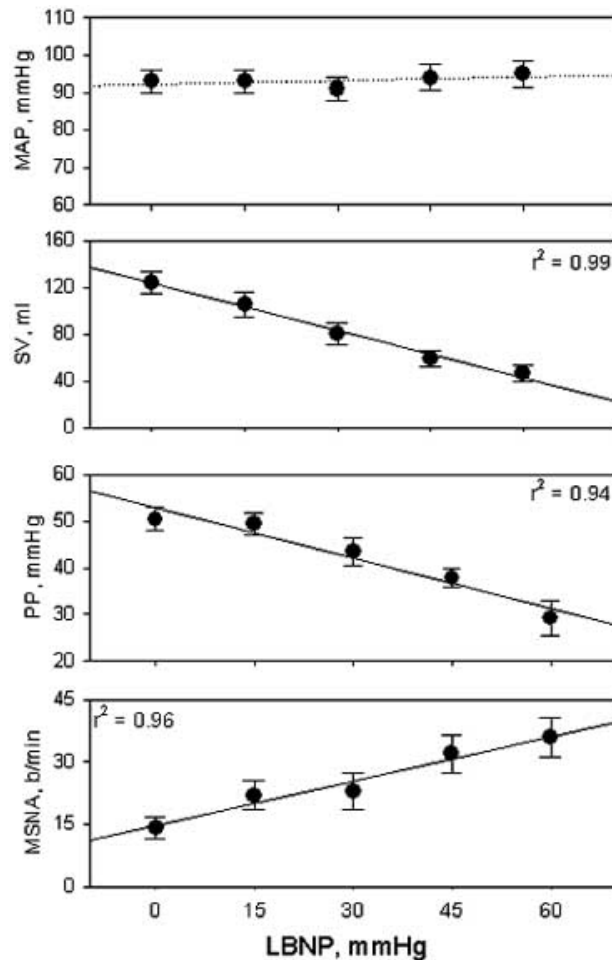 110
100
90
80
70
60
MAP, mmHg
160
120
80
40
0
SV, ml
r² = 0.99
60
50
40
30
20
PP, mmHg
r² = 0.94
45
30
15
0
MSNA, b/min
r² = 0.96
0 15 30 45 60
LBNP, mmHg